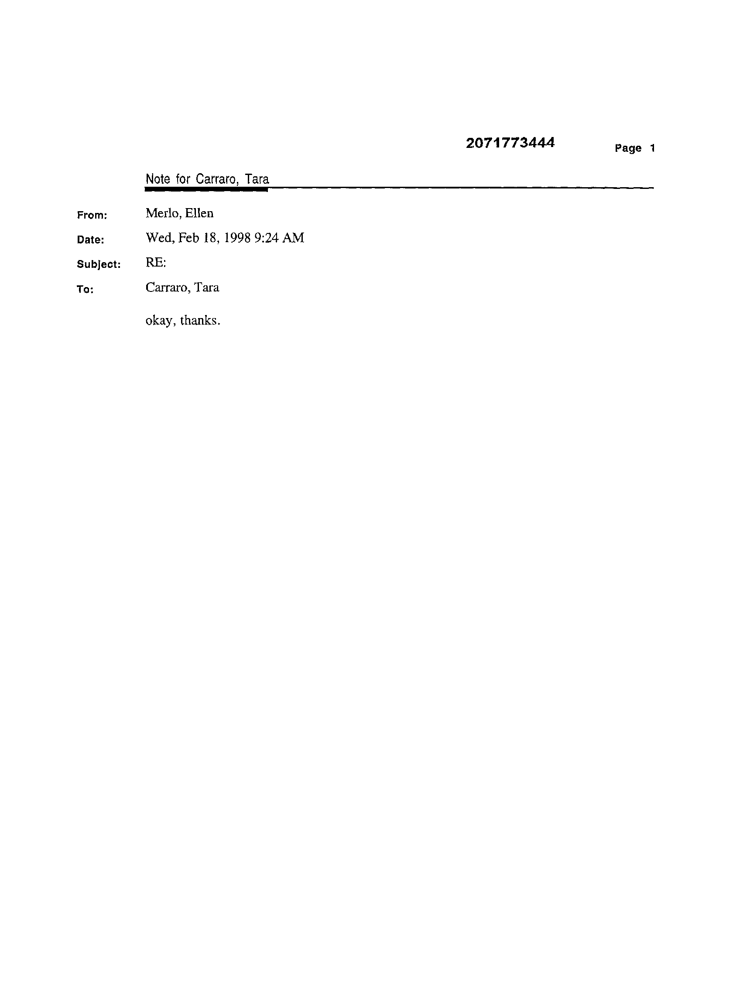 2071773444 Page 1
Note for Carraro, Tara
From: Merlo, Ellen
Date: Wed, Feb 18, 1998 9:24 AM
Subject: RE:
To: Carraro, Tara
okay, thanks.